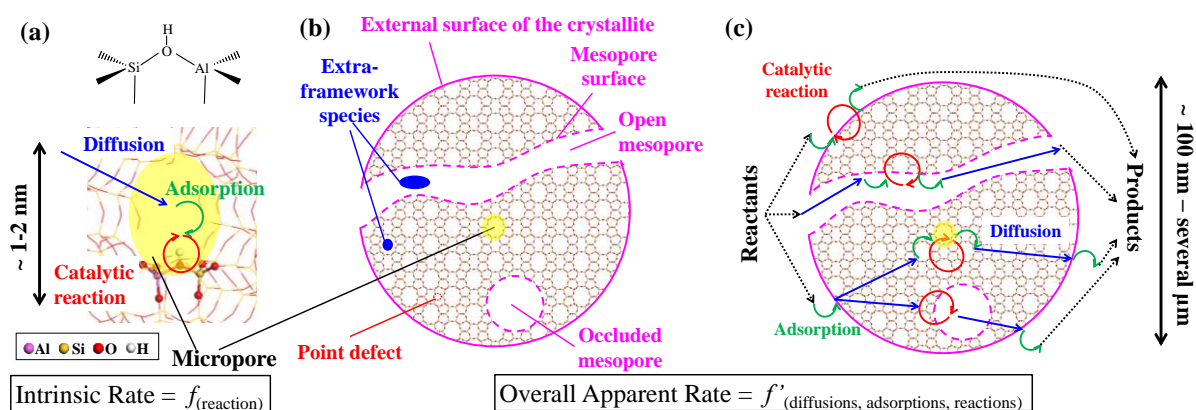 (a)
H
O
Si
Al
Diffusion
Adsorption
~ 1-2 nm
Catalytic
reaction
Al Si O H
Micropore
Intrinsic Rate = f(reaction)
(b)
External surface of the crystallite
Mesopore
surface
Extra-
framework
species
Open
mesopore
Point defect
Occluded
mesopore
(c)
Catalytic
reaction
Reactants
Diffusion
Products
Adsorption
~ 100 nm – several µm
Overall Apparent Rate = f'(diffusions, adsorptions, reactions)